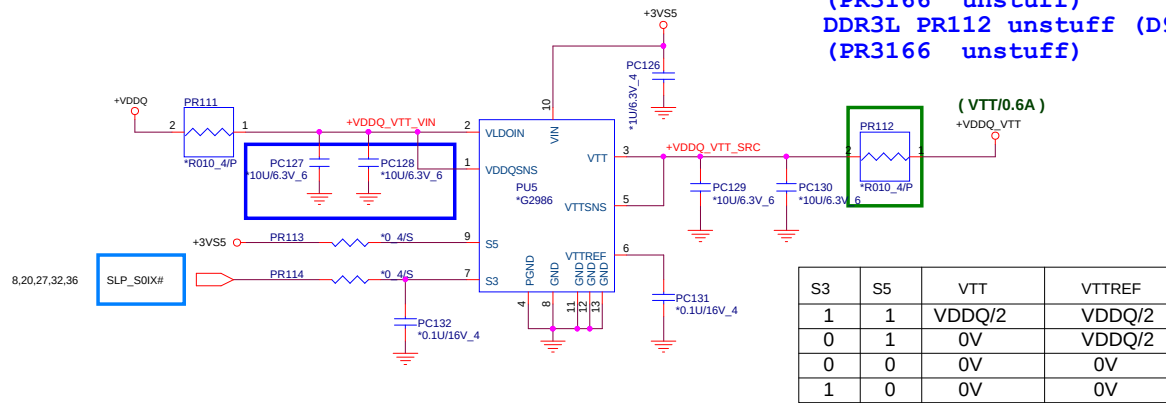 (PR3166 unstuff)
DDR3L PR112 unstuff (D
(PR3166 unstuff)
+3VS5
PC126
*1U/6.3V_4
10
VIN
+VDDQ
PR111
2
1
*R010_4/P
+VDDQ_VTT_VIN
2
VLDOIN
PC127
*10U/6.3V_6
PC128
*10U/6.3V_6
1
VDDQSNS
PU5
*G2986
VTT
3
+VDDQ_VTT_SRC
VTTSNS
5
PC129
*10U/6.3V_6
PC130
*10U/6.3V_6
PR112
2
1
*R010_4/P
( VTT/0.6A )
+VDDQ_VTT
+3VS5
PR113
*0_4/S
9
S5
8,20,27,32,36
SLP_S0IX#
PR114
*0_4/S
7
S3
PC132
*0.1U/16V_4
VTTREF
6
PC131
*0.1U/16V_4
PGND
GND
GND
GND
GND
4
8
11
12
13
S3 S5 VTT VTTREF
1 1 VDDQ/2 VDDQ/2
0 1 0V VDDQ/2
0 0 0V 0V
1 0 0V 0V